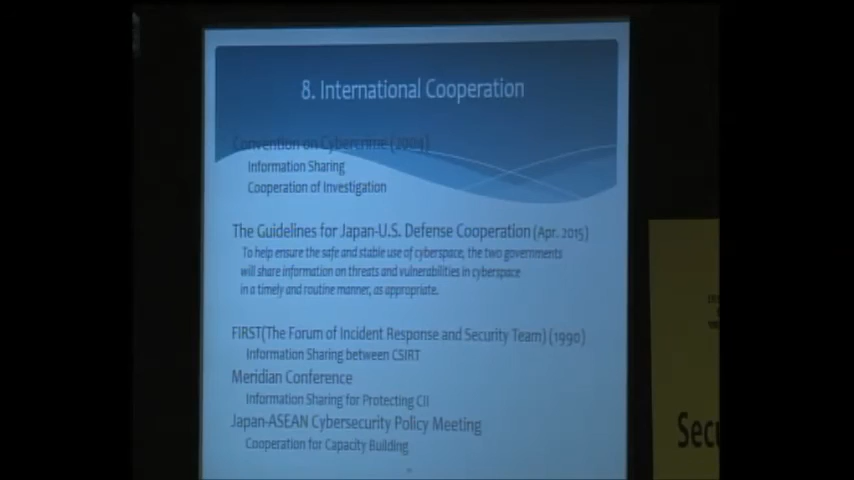 8. International Cooperation
Convention on Cybercrime (2004)
Information Sharing
Cooperation of Investigation
The Guidelines for Japan-U.S. Defense Cooperation (Apr. 2015)
To help ensure the safe and stable use of cyberspace, the two governments
will share information on threats and vulnerabilities in cyberspace
in a timely and routine manner, as appropriate.
FIRST(The Forum of Incident Response and Security Team) (1990)
Information Sharing between CSIRT
Meridian Conference
Information Sharing for Protecting CII
Japan-ASEAN Cybersecurity Policy Meeting
Cooperation for Capacity Building